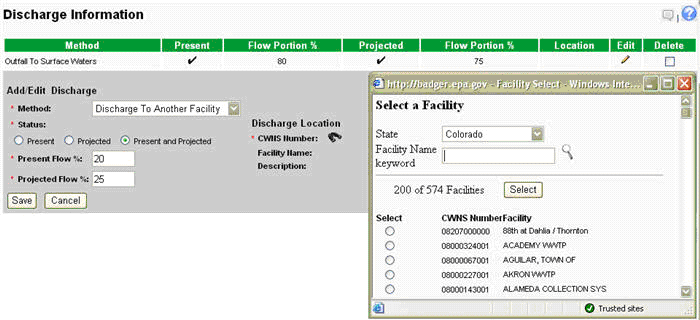 Discharge Information
Method Present Flow Portion % Projected Flow Portion % Location Edit Delete
Outfall To Surface Waters 80 75
Add/Edit Discharge
* Method: Discharge To Another Facility
* Status:
Present Projected Present and Projected
* Present Flow %: 20
* Projected Flow %: 25
Save Cancel
Discharge Location
* CWNS Number:
Facility Name:
Description:
http://badger.epa.gov - Facility Select - Windows Inte...
Select a Facility
State Colorado
Facility Name
keyword
200 of 574 Facilities Select
Select CWNS Number Facility
08207000000 88th at Dahlia / Thornton
08000324001 ACADEMY WWTP
08000067001 AGUILAR, TOWN OF
08000227001 AKRON WWTP
08000143001 ALAMEDA COLLECTION SYS
Trusted sites